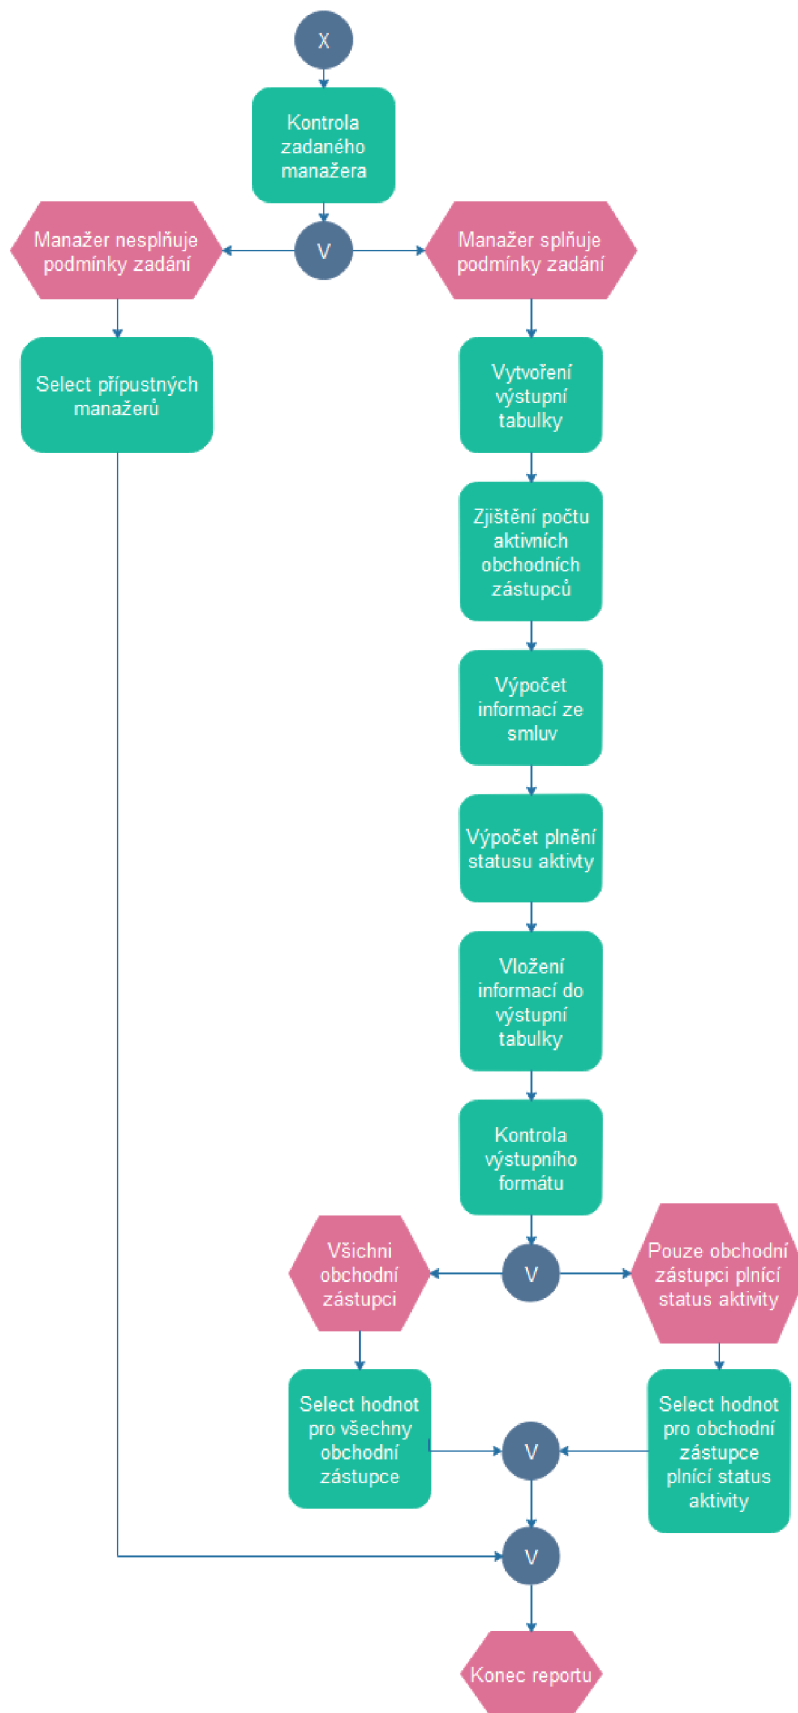 X
Kontrola
zadaného
manažera
Manažer nesplňuje
podmínky zadání
V
Manažer splňuje
podmínky zadání
Select přípustných
manažerů
Vytvoření
výstupní
tabulky
Zjištění počtu
aktivních
obchodních
zástupců
Výpočet
informací ze
smluv
Výpočet plnění
statusu aktivty
Vložení
informací do
výstupní
tabulky
Kontrola
výstupního
formátu
Všichni
obchodní
zástupci
V
Pouze obchodní
zástupci plnící
status aktivity
Select hodnot
pro všechny
obchodní
zástupce
V
Select hodnot
pro obchodní
zástupce
plnící status
aktivity
V
Konec reportu